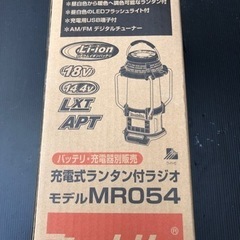 *昼白色から暖色へ調色可能なランタン付
*昼白色のLEDフラッシュライト付
*充電用USB端子付
*AM/FM デジタルチューナー
Li-ion
18V
14.4V
LXT
APT
バッテリ・充電器別販売
充電式ランタン付ラジオ
モデルMR054